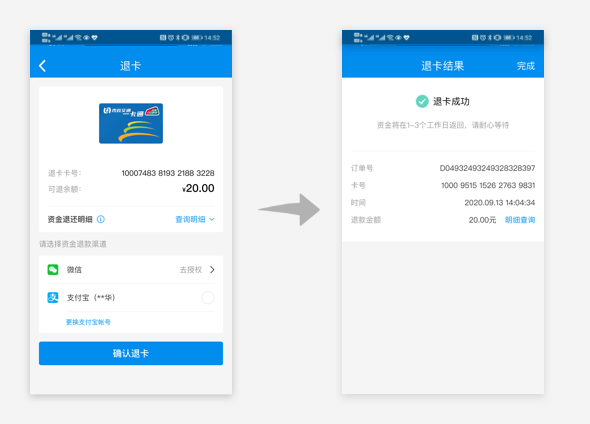 14:52
退卡
一卡通
退卡卡号：
10007483 8193 2188 3228
可退余额：
¥20.00
资金退还明细
查询明细
请选择资金退款渠道
微信
去授权
支付宝（**华）
更换支付宝帐号
确认退卡
14:52
退卡结果
完成
退卡成功
资金将在1–3个工作日返回，请耐心等待
订单号
D04932493249328328397
卡号
1000 9515 1526 2763 9831
时间
2020.09.13 14:04:34
退款金额
20.00元
明细查询